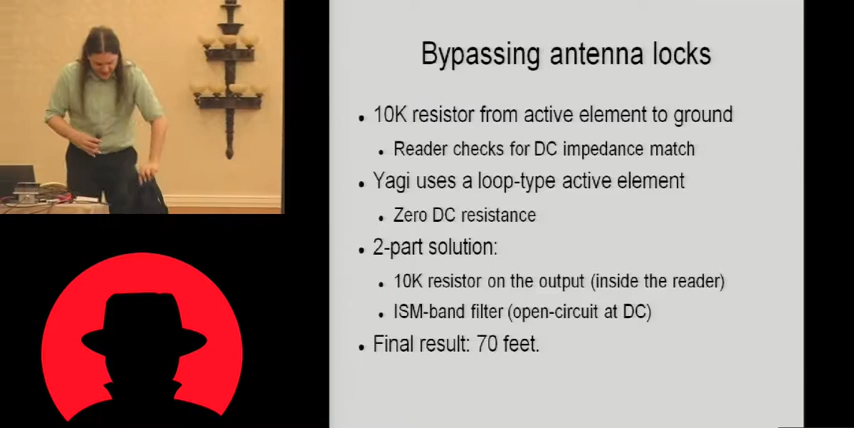 Bypassing antenna locks
10K resistor from active element to ground
Reader checks for DC impedance match
Yagi uses a loop-type active element
Zero DC resistance
2-part solution:
10K resistor on the output (inside the reader)
ISM-band filter (open-circuit at DC)
Final result: 70 feet.